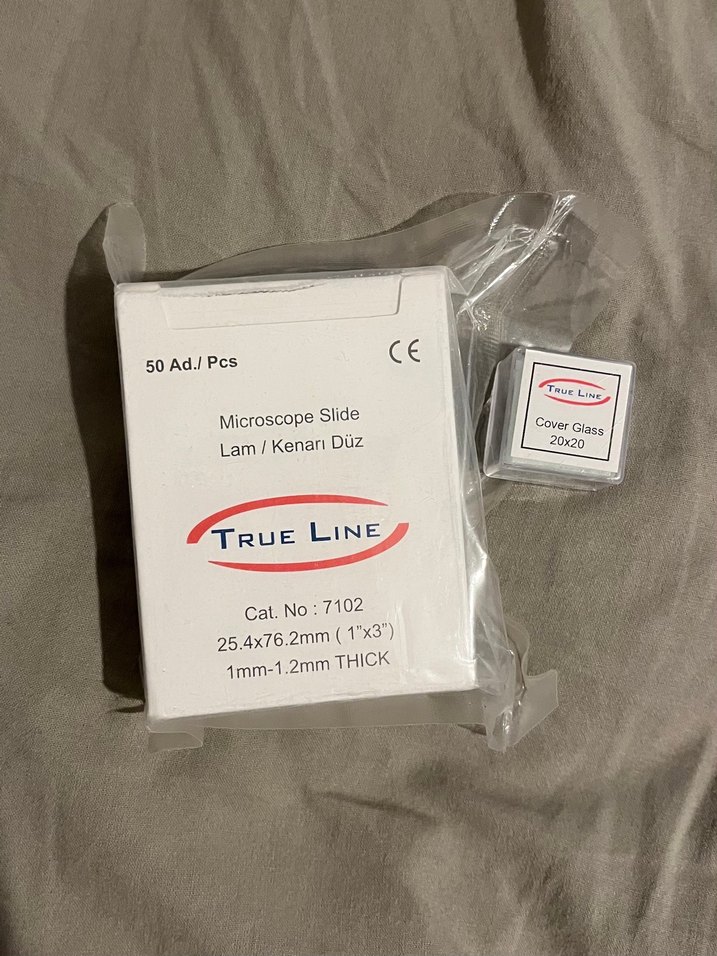 50 Ad./ Pcs
CE
Microscope Slide
Lam / Kenarı Düz
TRUE LINE
Cat. No : 7102
25.4x76.2mm ( 1”x3”)
1mm-1.2mm THICK
TRUE LINE
Cover Glass
20x20